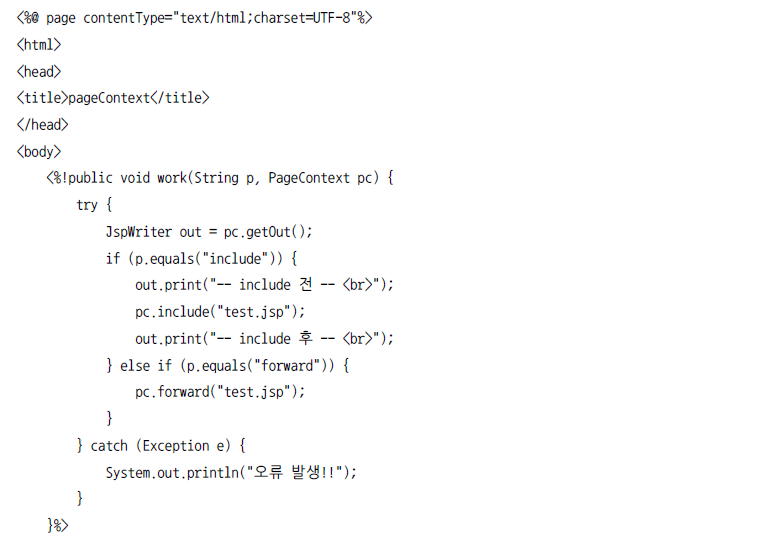 <%@ page contentType="text/html;charset=UTF-8"%>
<html>
<head>
<title>pageContext</title>
</head>
<body>
<%!public void work(String p, PageContext pc) {
try {
JspWriter out = pc.getOut();
if (p.equals("include")) {
out.print("-- include 전 -- <br>");
pc.include("test.jsp");
out.print("-- include 후 -- <br>");
} else if (p.equals("forward")) {
pc.forward("test.jsp");
}
} catch (Exception e) {
System.out.println("오류 발생!!");
}
}%>